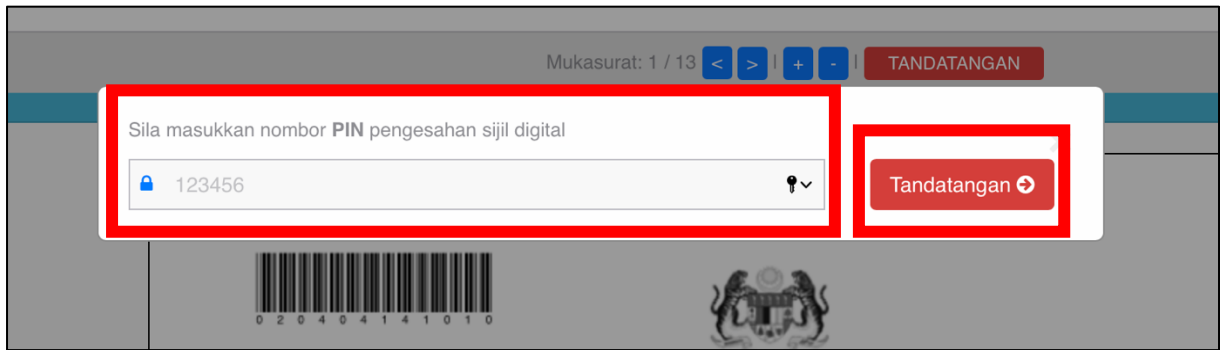 Mukasurat: 1 / 13 < > | + - | TANDATANGAN
Sila masukkan nombor PIN pengesahan sijil digital
123456
Tandatangan
0 2 0 4 0 4 1 4 1 0 1 0